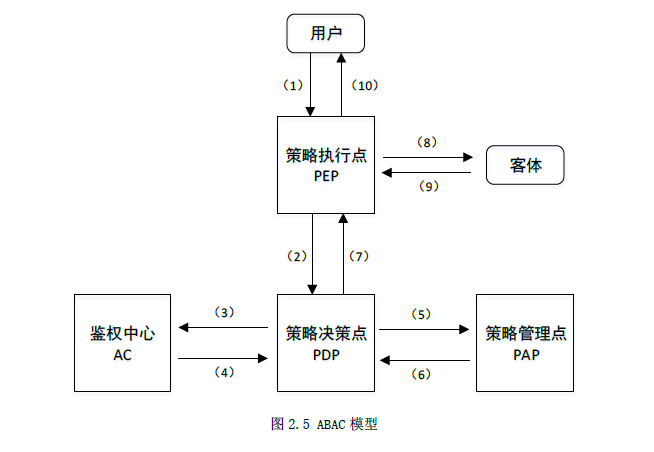 用户
（1）
（10）
策略执行点
PEP
（8）
（9）
客体
（2）
（7）
鉴权中心
AC
（3）
（4）
策略决策点
PDP
（5）
（6）
策略管理点
PAP
图 2.5 ABAC 模型